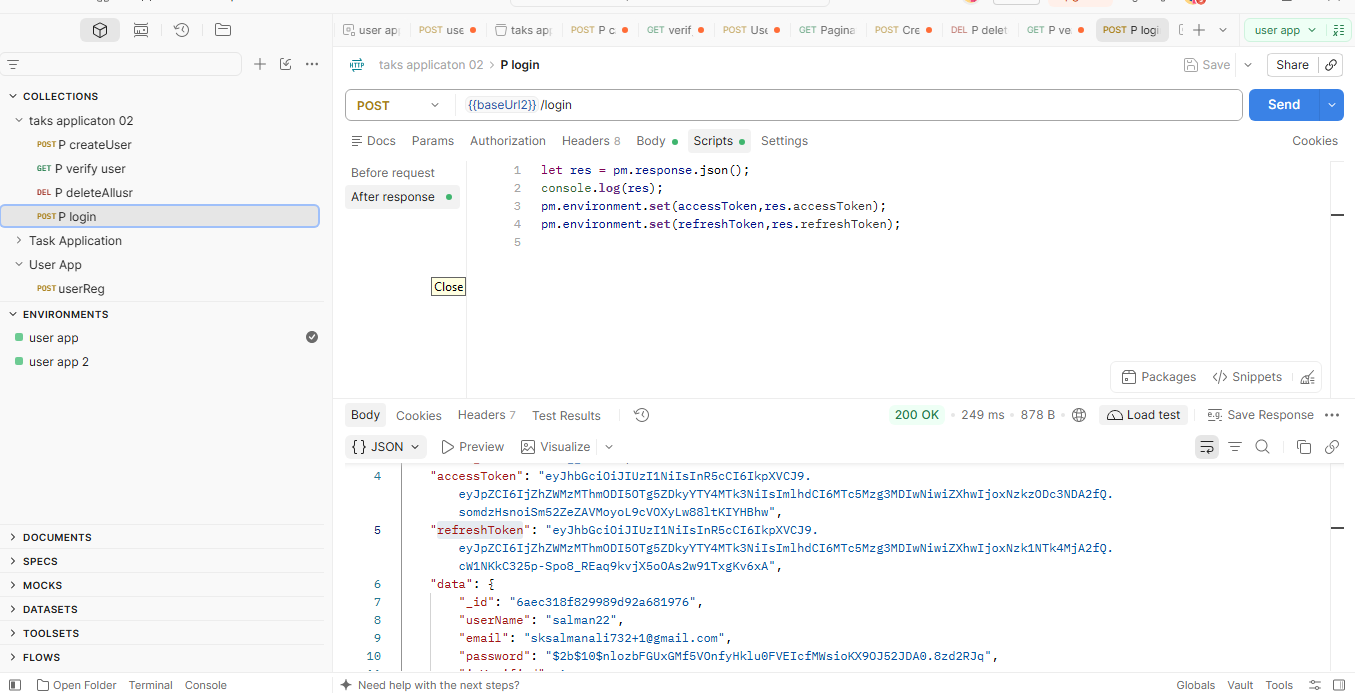 user ap
POST use
taks app
POST P c
GET verif
POST Use
GET Pagina
POST Cre
DEL P delet
GET P ve
POST P logi
user app
taks applicaton 02 > P login
Save
Share
COLLECTIONS
taks applicaton 02
POST P createUser
GET P verify user
DEL P deleteAllusr
POST P login
Task Application
User App
POST userReg
ENVIRONMENTS
user app
user app 2
DOCUMENTS
SPECS
MOCKS
DATASETS
TOOLSETS
FLOWS
HTTP
POST
{{baseUrl2}} /login
Send
Docs
Params
Authorization
Headers 8
Body
Scripts
Settings
Cookies
Before request
After response
Close
1 let res = pm.response.json();
2 console.log(res);
3 pm.environment.set(accessToken,res.accessToken);
4 pm.environment.set(refreshToken,res.refreshToken);
5
Packages
Snippets
Body
Cookies
Headers 7
Test Results
200 OK
249 ms
878 B
Load test
e.g. Save Response
{} JSON
Preview
Visualize
4 "accessToken": "eyJhbGciOiJIUzI1NiIsInR5cCI6IkpXVCJ9.
eyJpZCI6IjZhZWMzMThmODI5OTg5ZDkyYTY4MTk3NiIsImlhdCI6MTc5Mzg3MDIwNiwiZXhwIjoxNzkzODc3NDA2fQ.
somdzHsnoiSm52ZeZAVMoyoL9cVOXyLw88ltKIYHBhw",
5 "refreshToken": "eyJhbGciOiJIUzI1NiIsInR5cCI6IkpXVCJ9.
eyJpZCI6IjZhZWMzMThmODI5OTg5ZDkyYTY4MTk3NiIsImlhdCI6MTc5Mzg3MDIwNiwiZXhwIjoxNzk1NTk4MjA2fQ.
cW1NKkC325p-Spo8_REaq9kvjX5oOAs2w91TxgKv6xA",
6 "data": {
7 "_id": "6aec318f829989d92a681976",
8 "userName": "salman22",
9 "email": "sksalmanali732+1@gmail.com",
10 "password": "$2b$10$nlozbFGUxGMf5VOnfyHklu0FVEIcfMWsioKX9OJ52JDA0.8zd2RJq",
Open Folder
Terminal
Console
Need help with the next steps?
Globals
Vault
Tools